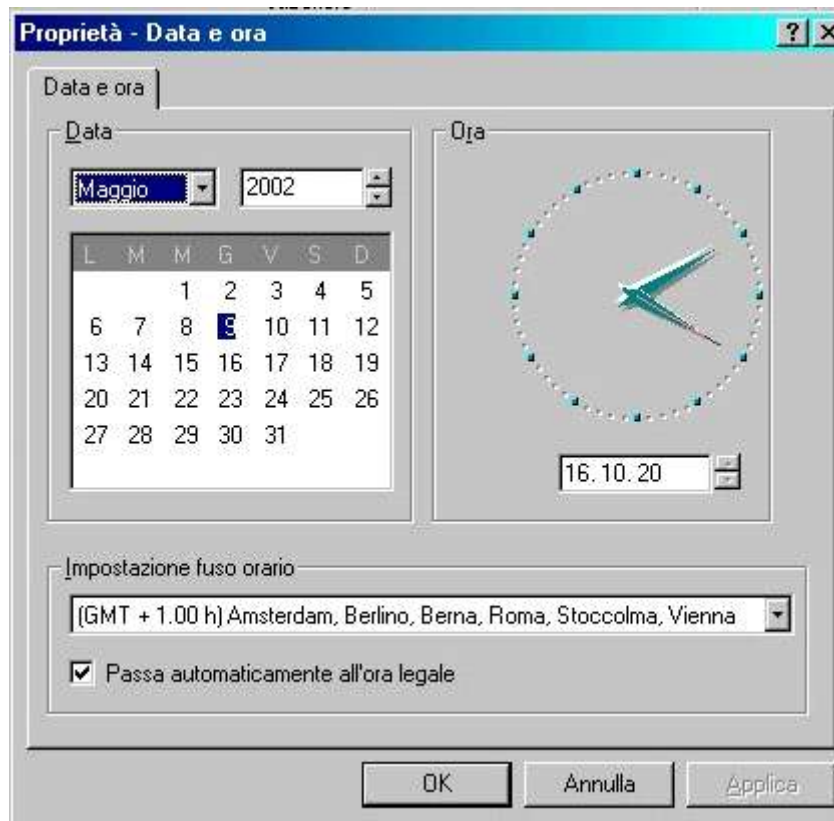 Proprietà - Data e ora
Data e ora
Data
Ora
Maggio 2002
L M M G V S D
1 2 3 4 5
6 7 8 9 10 11 12
13 14 15 16 17 18 19
20 21 22 23 24 25 26
27 28 29 30 31
16.10.20
Impostazione fuso orario
(GMT + 1.00 h) Amsterdam, Berlino, Berna, Roma, Stoccolma, Vienna
Passa automaticamente all'ora legale
OK Annulla Applica